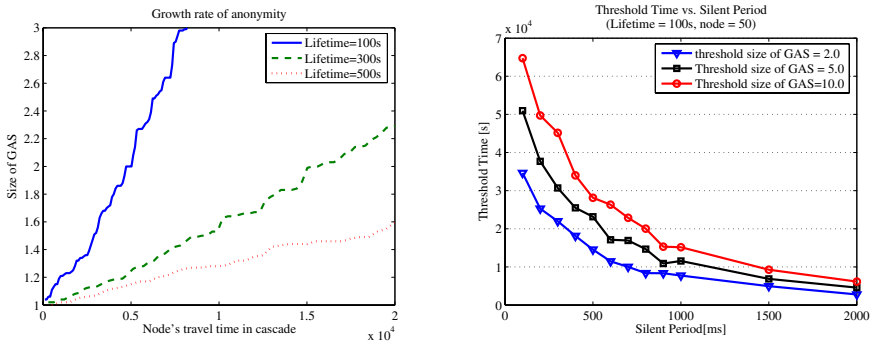 Growth rate of anonymity
3
2.8
2.6
2.4
2.2
2
1.8
1.6
1.4
1.2
1
Size of GAS
Lifetime=100s
Lifetime=300s
Lifetime=500s
0
0.5
1
1.5
2
Node's travel time in cascade
x 10⁴
Threshold Time vs. Silent Period
(Lifetime = 100s, node = 50)
x 10⁴
7
6
5
4
3
2
1
0
Threshold Time [s]
threshold size of GAS = 2.0
Threshold size of GAS = 5.0
Threshold size of GAS=10.0
0
500
1000
1500
2000
Silent Period[ms]